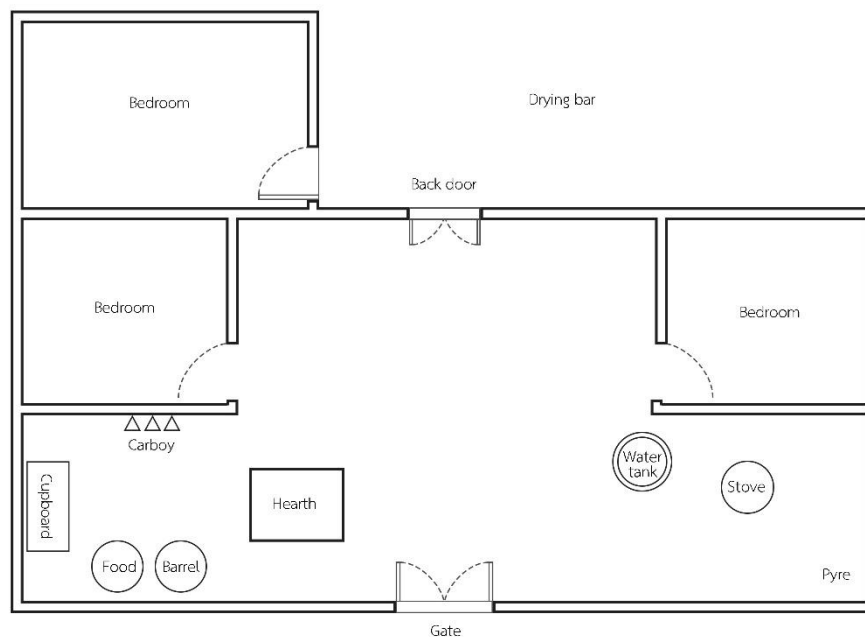 Bedroom
Drying bar
Back door
Bedroom
Bedroom
Carboy
Water
tank
Cupboard
Hearth
Stove
Food
Barrel
Pyre
Gate